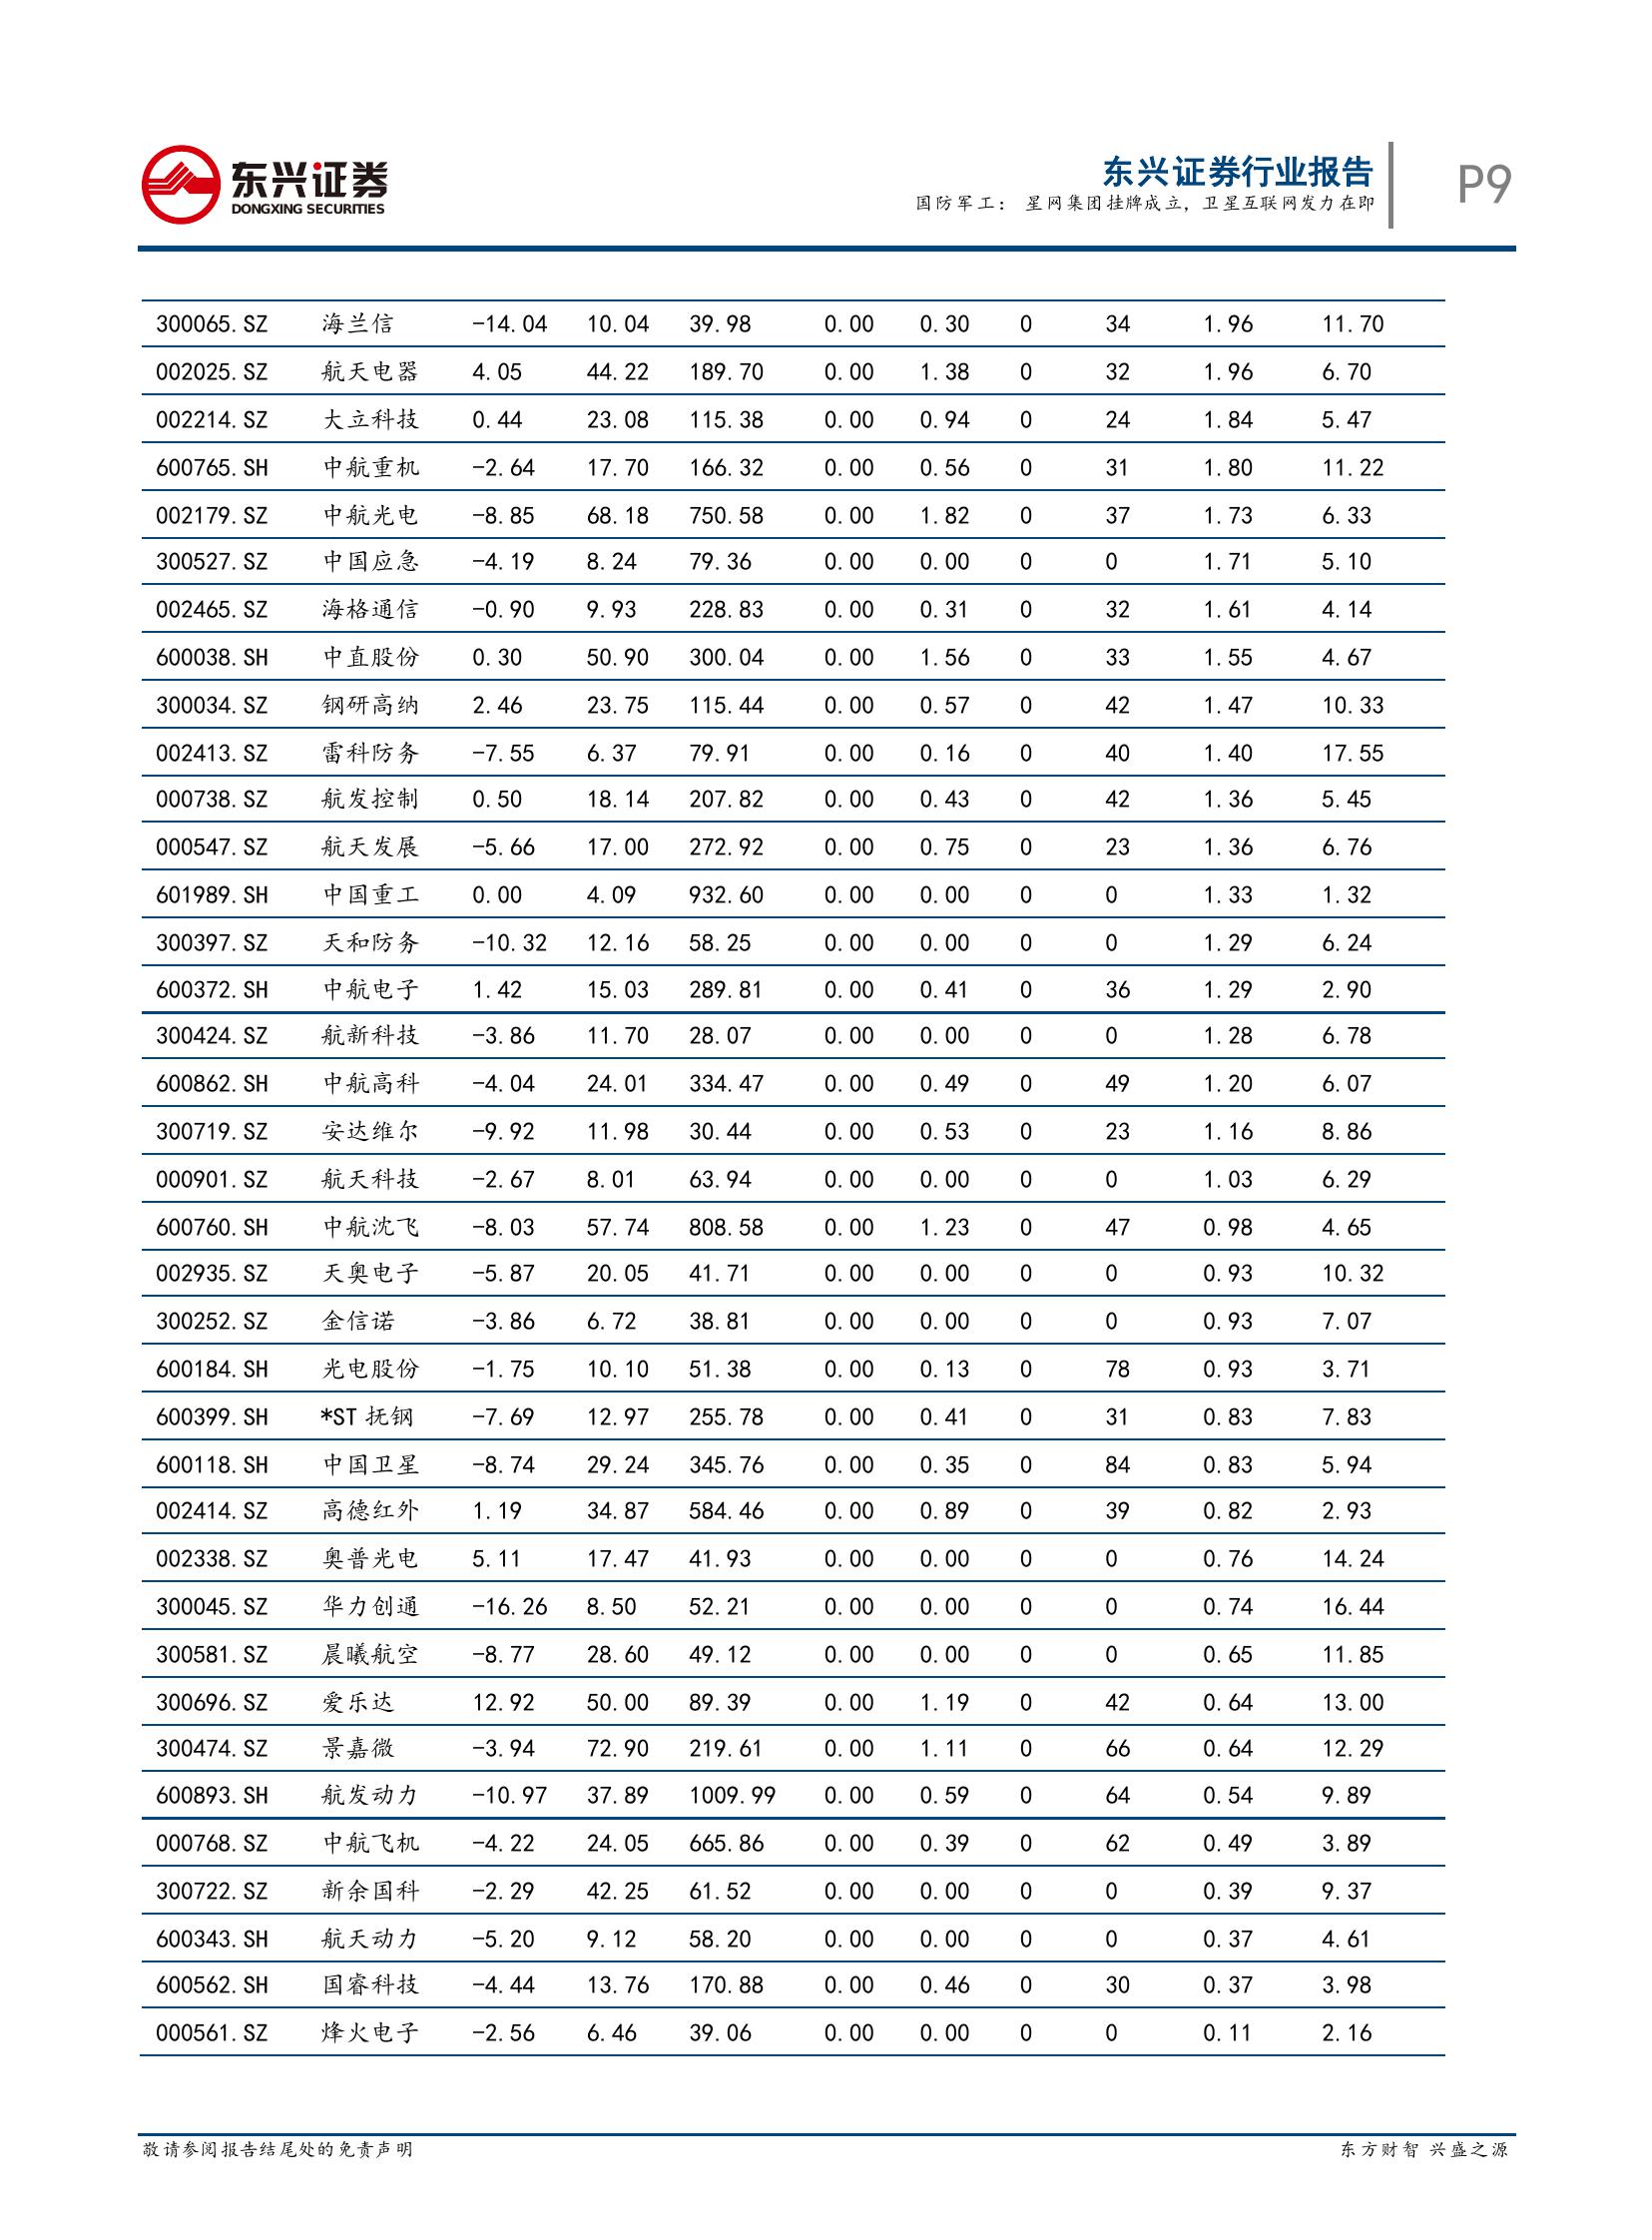 东兴证券
DONGXING SECURITIES
东兴证券行业报告
国防军工： 星网集团挂牌成立，卫星互联网发力在即
P9
300065.SZ 海兰信 -14.04 10.04 39.98 0.00 0.30 0 34 1.96 11.70
002025.SZ 航天电器 4.05 44.22 189.70 0.00 1.38 0 32 1.96 6.70
002214.SZ 大立科技 0.44 23.08 115.38 0.00 0.94 0 24 1.84 5.47
600765.SH 中航重机 -2.64 17.70 166.32 0.00 0.56 0 31 1.80 11.22
002179.SZ 中航光电 -8.85 68.18 750.58 0.00 1.82 0 37 1.73 6.33
300527.SZ 中国应急 -4.19 8.24 79.36 0.00 0.00 0 0 1.71 5.10
002465.SZ 海格通信 -0.90 9.93 228.83 0.00 0.31 0 32 1.61 4.14
600038.SH 中直股份 0.30 50.90 300.04 0.00 1.56 0 33 1.55 4.67
300034.SZ 钢研高纳 2.46 23.75 115.44 0.00 0.57 0 42 1.47 10.33
002413.SZ 雷科防务 -7.55 6.37 79.91 0.00 0.16 0 40 1.40 17.55
000738.SZ 航发控制 0.50 18.14 207.82 0.00 0.43 0 42 1.36 5.45
000547.SZ 航天发展 -5.66 17.00 272.92 0.00 0.75 0 23 1.36 6.76
601989.SH 中国重工 0.00 4.09 932.60 0.00 0.00 0 0 1.33 1.32
300397.SZ 天和防务 -10.32 12.16 58.25 0.00 0.00 0 0 1.29 6.24
600372.SH 中航电子 1.42 15.03 289.81 0.00 0.41 0 36 1.29 2.90
300424.SZ 航新科技 -3.86 11.70 28.07 0.00 0.00 0 0 1.28 6.78
600862.SH 中航高科 -4.04 24.01 334.47 0.00 0.49 0 49 1.20 6.07
300719.SZ 安达维尔 -9.92 11.98 30.44 0.00 0.53 0 23 1.16 8.86
000901.SZ 航天科技 -2.67 8.01 63.94 0.00 0.00 0 0 1.03 6.29
600760.SH 中航沈飞 -8.03 57.74 808.58 0.00 1.23 0 47 0.98 4.65
002935.SZ 天奥电子 -5.87 20.05 41.71 0.00 0.00 0 0 0.93 10.32
300252.SZ 金信诺 -3.86 6.72 38.81 0.00 0.00 0 0 0.93 7.07
600184.SH 光电股份 -1.75 10.10 51.38 0.00 0.13 0 78 0.93 3.71
600399.SH *ST 抚钢 -7.69 12.97 255.78 0.00 0.41 0 31 0.83 7.83
600118.SH 中国卫星 -8.74 29.24 345.76 0.00 0.35 0 84 0.83 5.94
002414.SZ 高德红外 1.19 34.87 584.46 0.00 0.89 0 39 0.82 2.93
002338.SZ 奥普光电 5.11 17.47 41.93 0.00 0.00 0 0 0.76 14.24
300045.SZ 华力创通 -16.26 8.50 52.21 0.00 0.00 0 0 0.74 16.44
300581.SZ 晨曦航空 -8.77 28.60 49.12 0.00 0.00 0 0 0.65 11.85
300696.SZ 爱乐达 12.92 50.00 89.39 0.00 1.19 0 42 0.64 13.00
300474.SZ 景嘉微 -3.94 72.90 219.61 0.00 1.11 0 66 0.64 12.29
600893.SH 航发动力 -10.97 37.89 1009.99 0.00 0.59 0 64 0.54 9.89
000768.SZ 中航飞机 -4.22 24.05 665.86 0.00 0.39 0 62 0.49 3.89
300722.SZ 新余国科 -2.29 42.25 61.52 0.00 0.00 0 0 0.39 9.37
600343.SH 航天动力 -5.20 9.12 58.20 0.00 0.00 0 0 0.37 4.61
600562.SH 国睿科技 -4.44 13.76 170.88 0.00 0.46 0 30 0.37 3.98
000561.SZ 烽火电子 -2.56 6.46 39.06 0.00 0.00 0 0 0.11 2.16
敬请参阅报告结尾处的免责声明
东方财智 兴盛之源